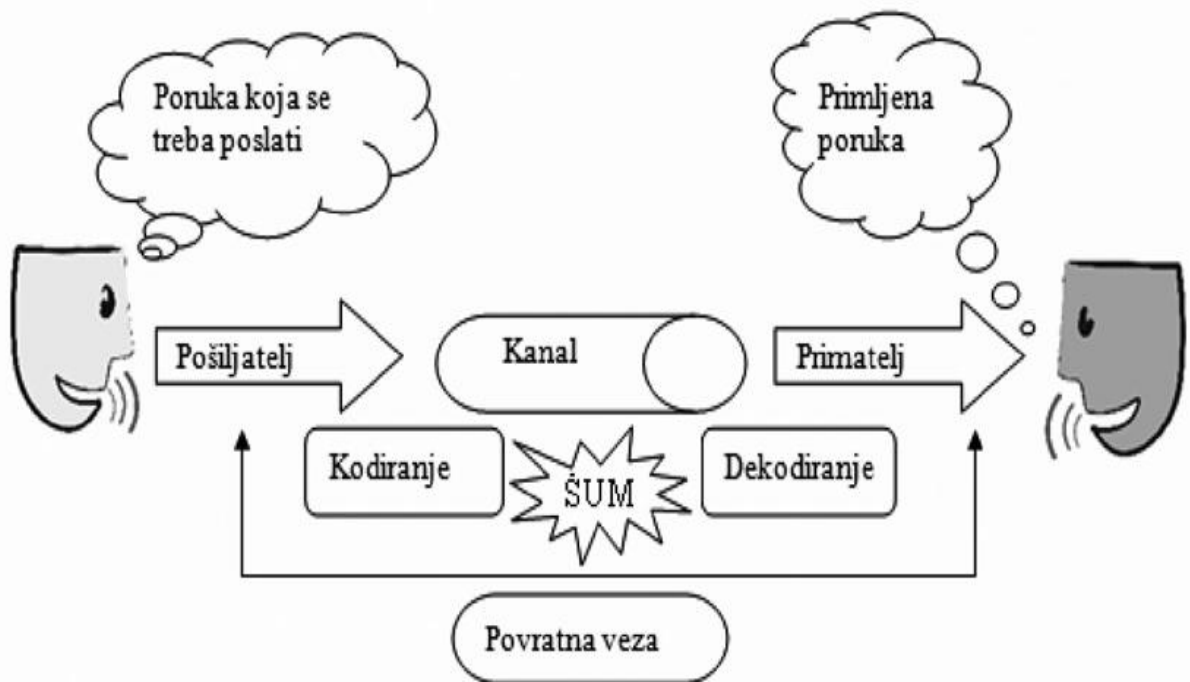 Poruka koja se
treba poslati
Primljena
poruka
Pošiljatelj
Kanal
Primatelj
Kodiranje
ŠUM
Dekodiranje
Povratna veza